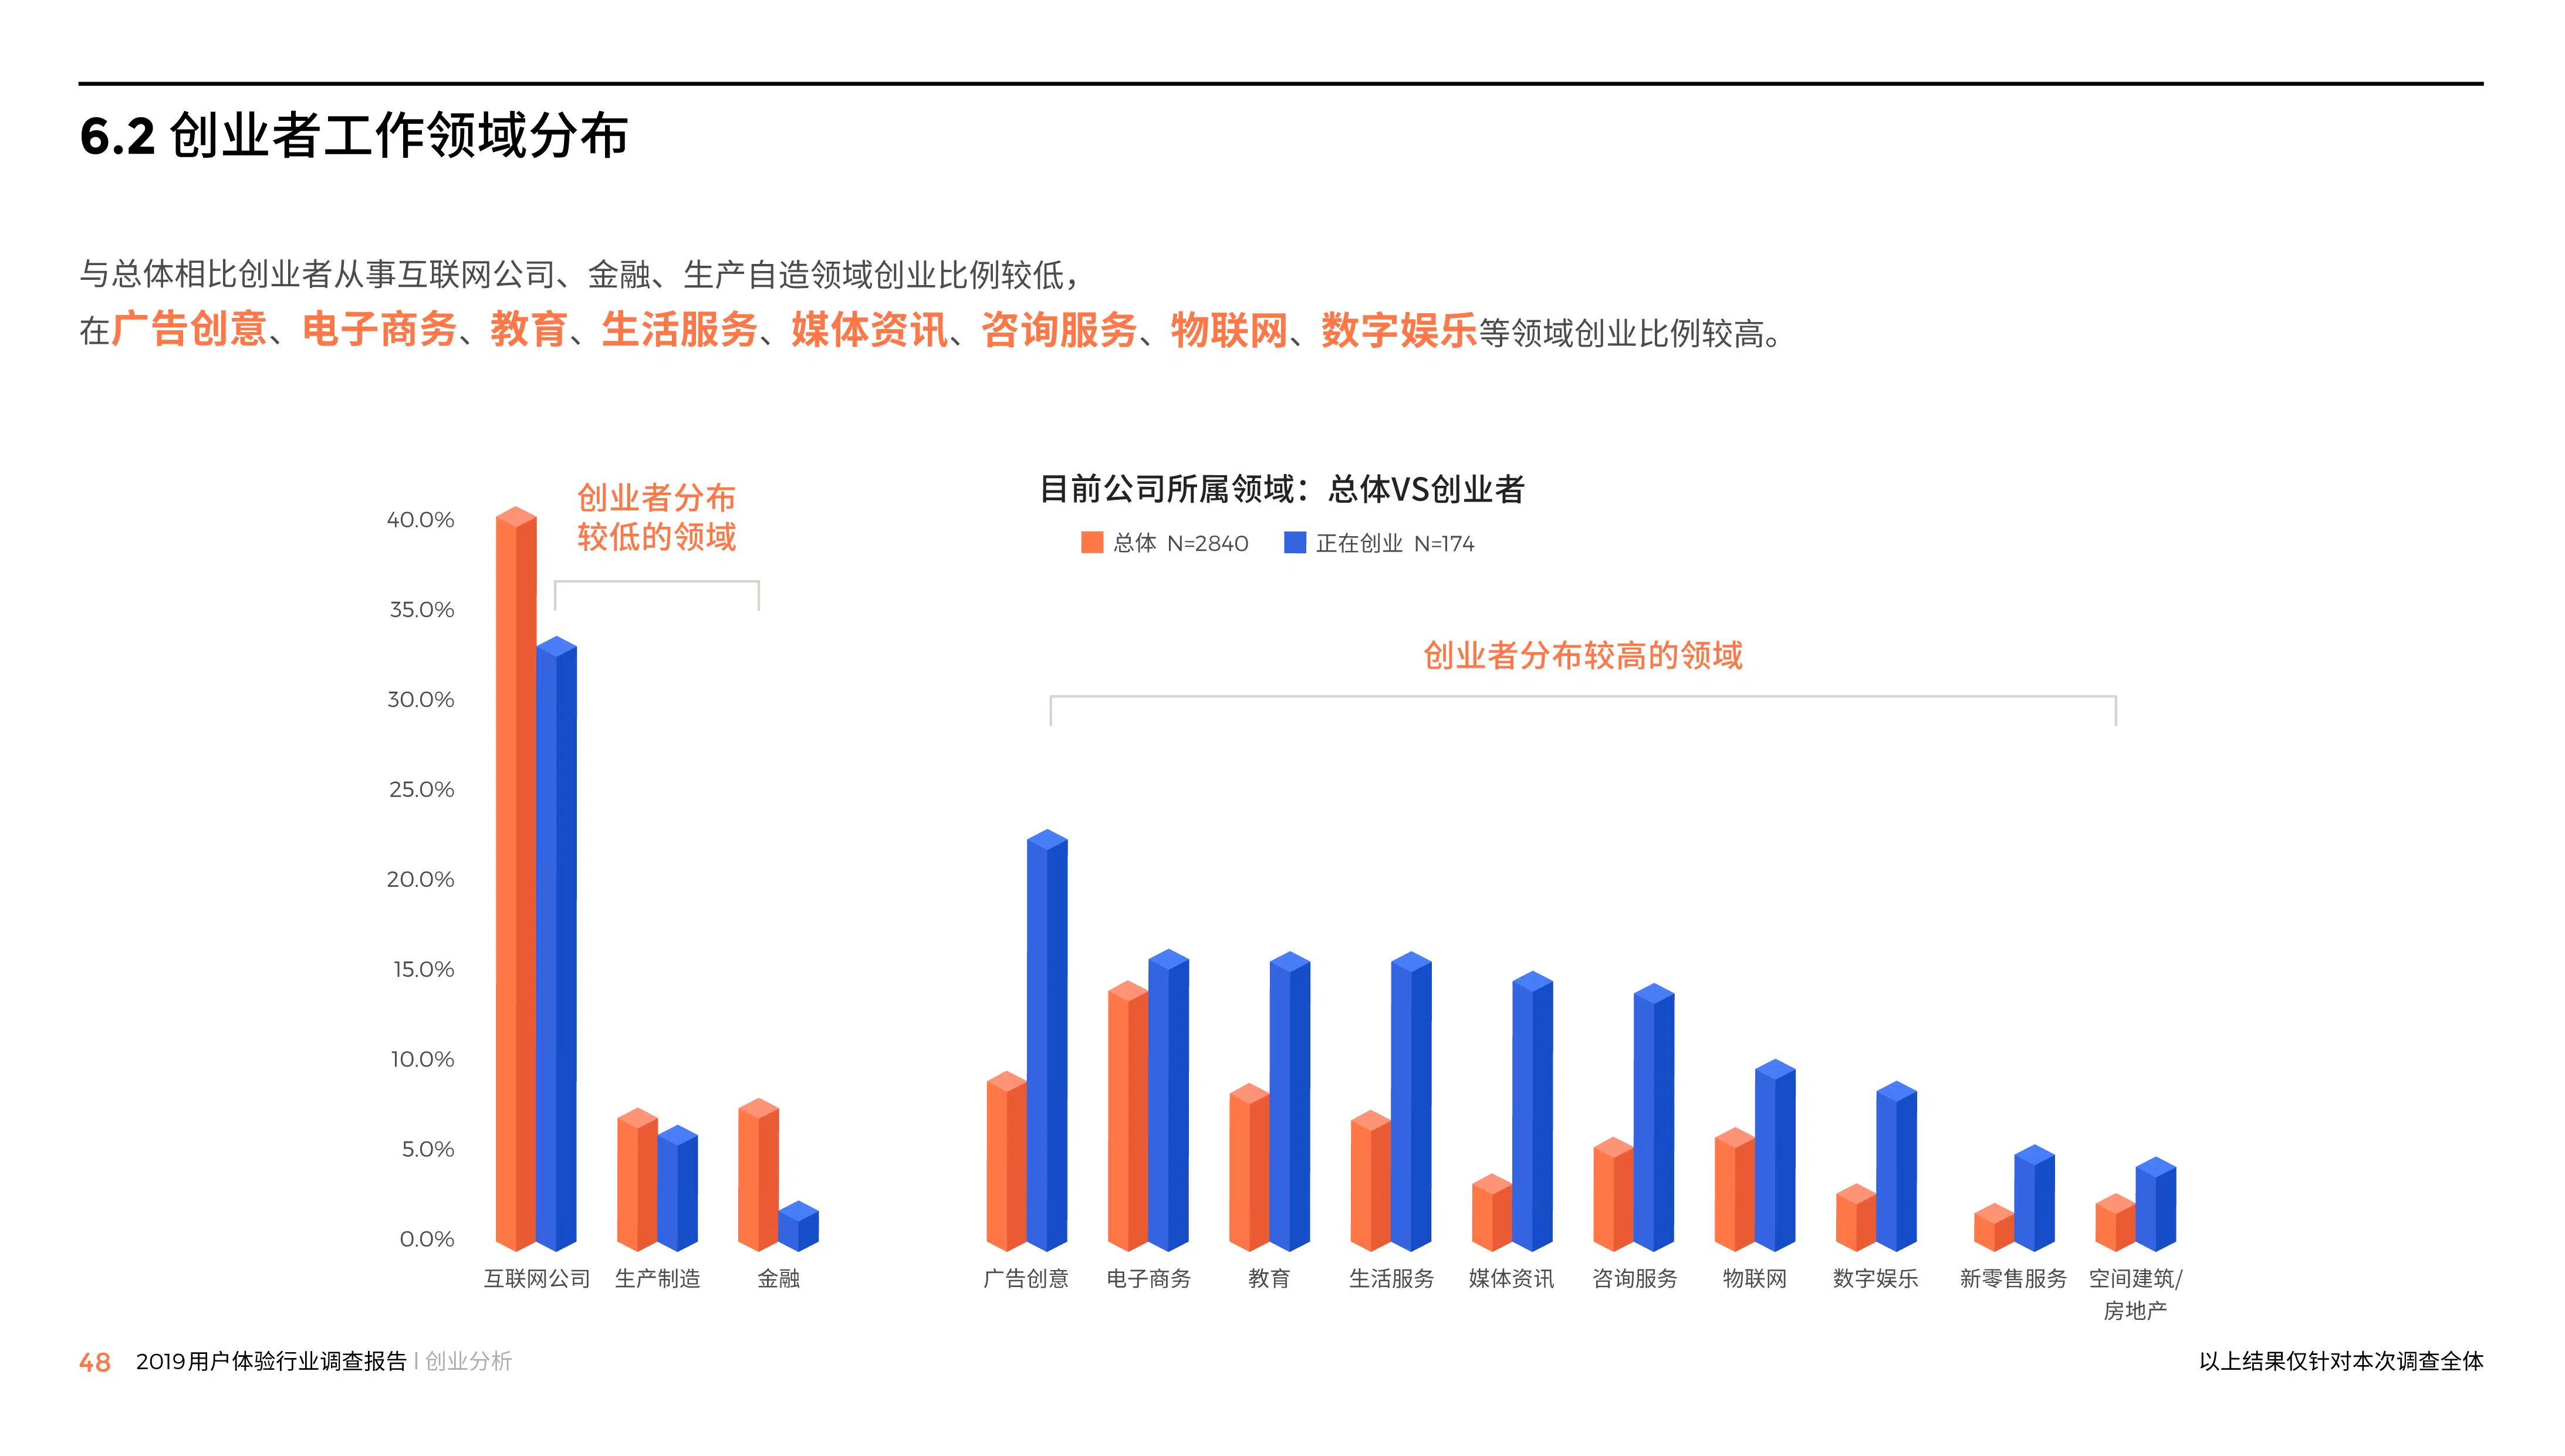 6.2 创业者工作领域分布
与总体相比创业者从事互联网公司、金融、生产自造领域创业比例较低，
在广告创意、电子商务、教育、生活服务、媒体资讯、咨询服务、物联网、数字娱乐等领域创业比例较高。
目前公司所属领域：总体VS创业者
总体 N=2840 正在创业 N=174
创业者分布
较低的领域
创业者分布较高的领域
40.0%
35.0%
30.0%
25.0%
20.0%
15.0%
10.0%
5.0%
0.0%
互联网公司 生产制造 金融 广告创意 电子商务 教育 生活服务 媒体资讯 咨询服务 物联网 数字娱乐 新零售服务 空间建筑/
房地产
48 2019用户体验行业调查报告 | 创业分析
以上结果仅针对本次调查全体